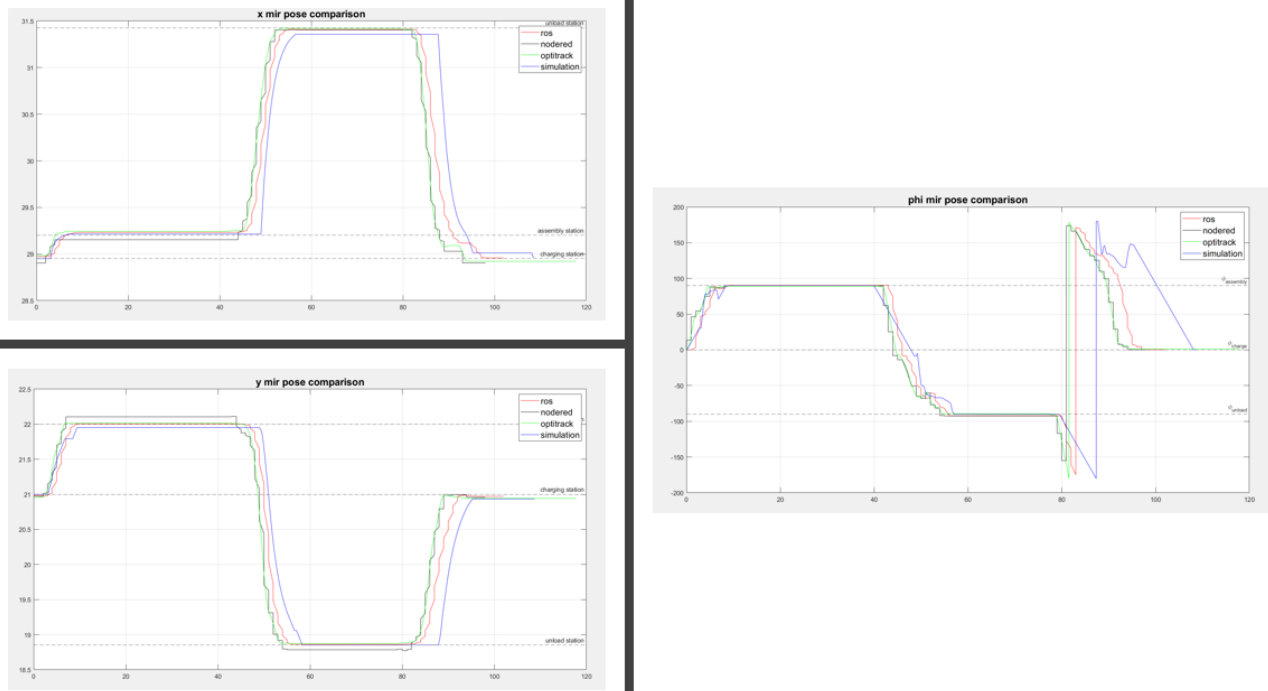 x mir pose comparison
31.5
31
30.5
30
29.5
29
28.5
0
20
40
60
80
100
120
unload station
ros
nodered
optitrack
simulation
assembly station
charging station
y mir pose comparison
22.5
22
21.5
21
20.5
20
19.5
19
18.5
0
20
40
60
80
100
120
ros
nodered
optitrack
simulation
charging station
unload station
phi mir pose comparison
200
150
100
50
0
-50
-100
-150
-200
0
20
40
60
80
100
120
ros
nodered
optitrack
simulation
assembly
charge
unload